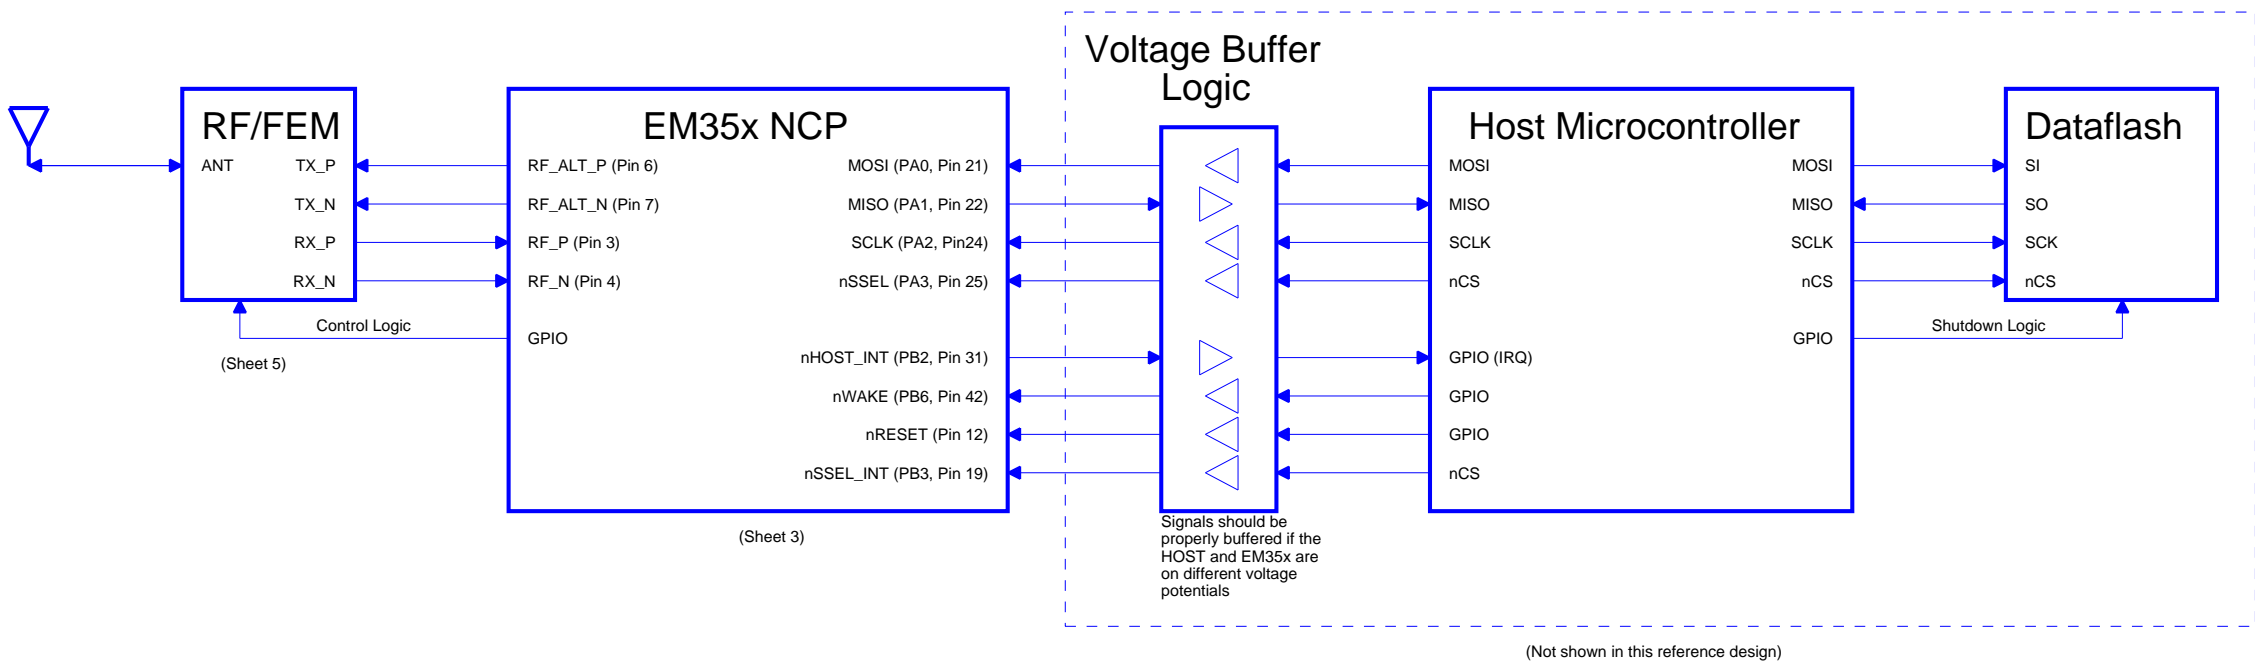 Voltage Buffer
Logic
RF/FEM
EM35x NCP
Host Microcontroller
Dataflash
ANT
TX_P
RF_ALT_P (Pin 6)
MOSI (PA0, Pin 21)
MOSI
MOSI
SI
TX_N
RF_ALT_N (Pin 7)
MISO (PA1, Pin 22)
MISO
MISO
SO
RX_P
RF_P (Pin 3)
SCLK (PA2, Pin24)
SCLK
SCLK
SCK
RX_N
RF_N (Pin 4)
nSSEL (PA3, Pin 25)
nCS
nCS
nCS
Control Logic
Shutdown Logic
GPIO
GPIO
(Sheet 5)
nHOST_INT (PB2, Pin 31)
GPIO (IRQ)
nWAKE (PB6, Pin 42)
GPIO
nRESET (Pin 12)
GPIO
nSSEL_INT (PB3, Pin 19)
nCS
(Sheet 3)
Signals should be
properly buffered if the
HOST and EM35x are
on different voltage
potentials
(Not shown in this reference design)